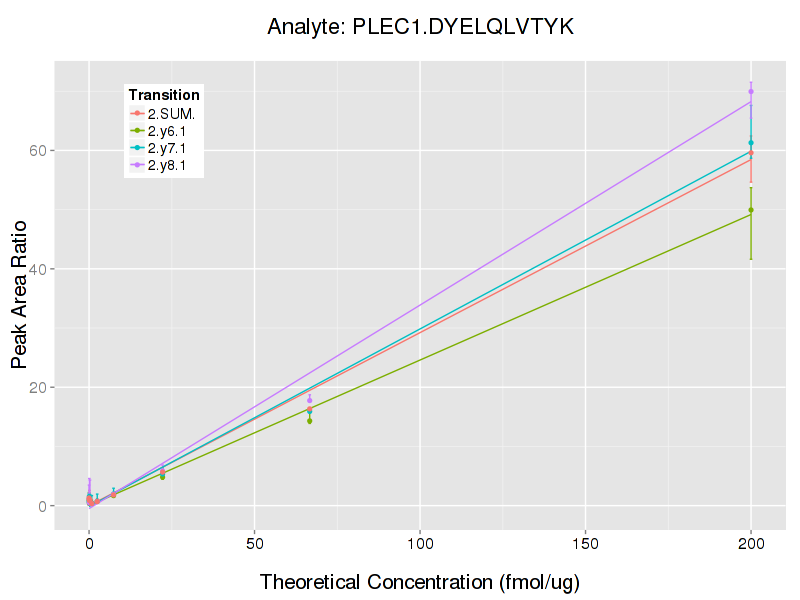 Analyte: PLEC1.DYELQLVTYK
Transition
2.SUM.
2.y6.1
2.y7.1
2.y8.1
Peak Area Ratio
60
40
20
0
0 50 100 150 200
Theoretical Concentration (fmol/ug)